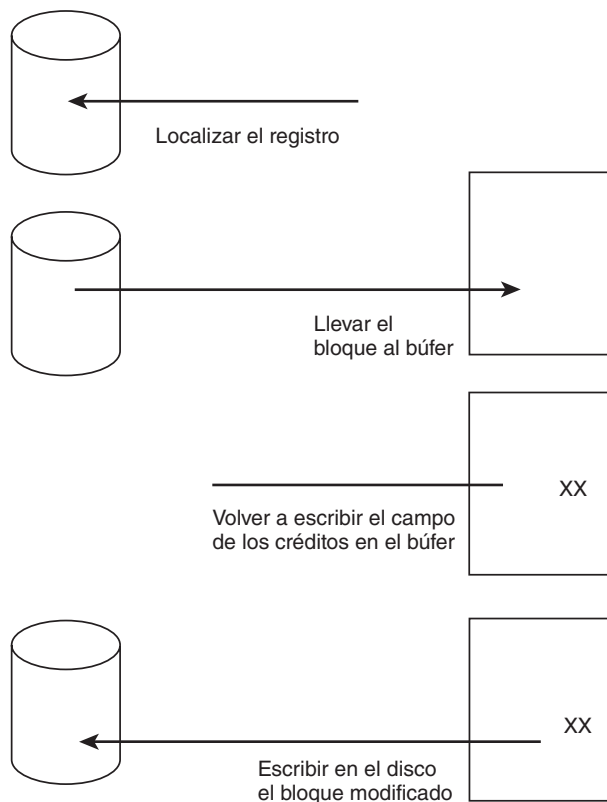 Localizar el registro
Llevar el
bloque al búfer
XX
Volver a escribir el campo
de los créditos en el búfer
XX
Escribir en el disco
el bloque modificado